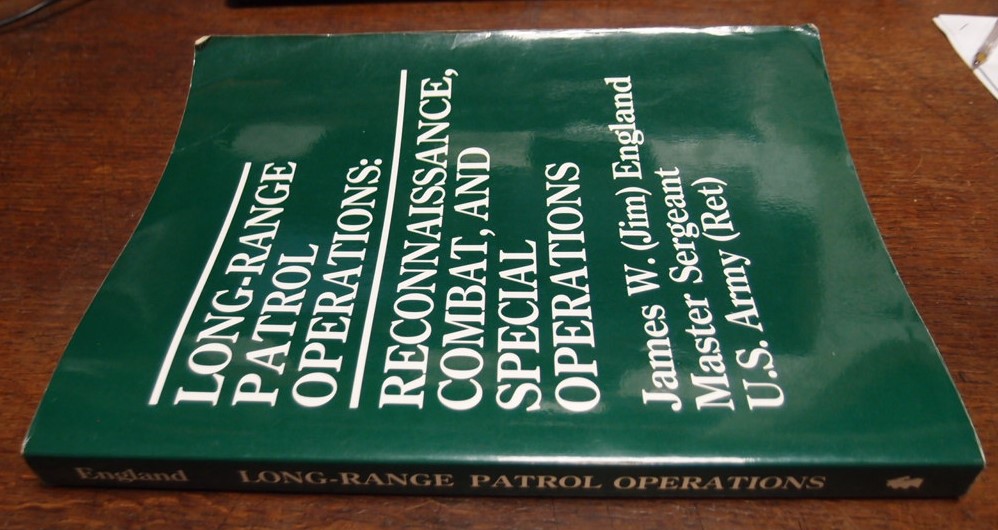 LONG-RANGE
PATROL
OPERATIONS:
RECONNAISSANCE,
COMBAT, AND
SPECIAL
OPERATIONS
James W. (Jim) England
Master Sergeant
U.S. Army (Ret)
England LONG-RANGE PATROL OPERATIONS